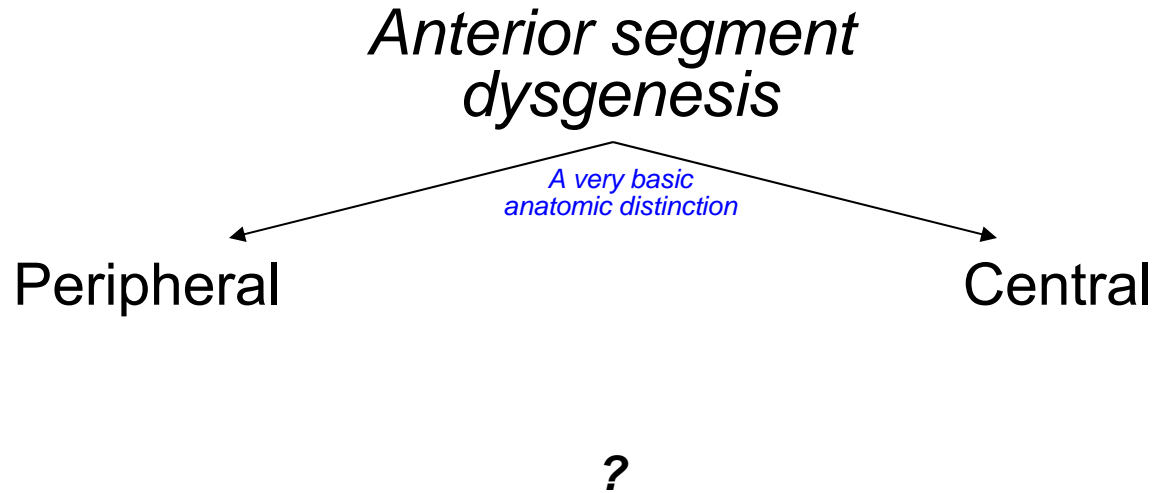 Anterior segment
dysgenesis
A very basic
anatomic distinction
Peripheral
Central
?